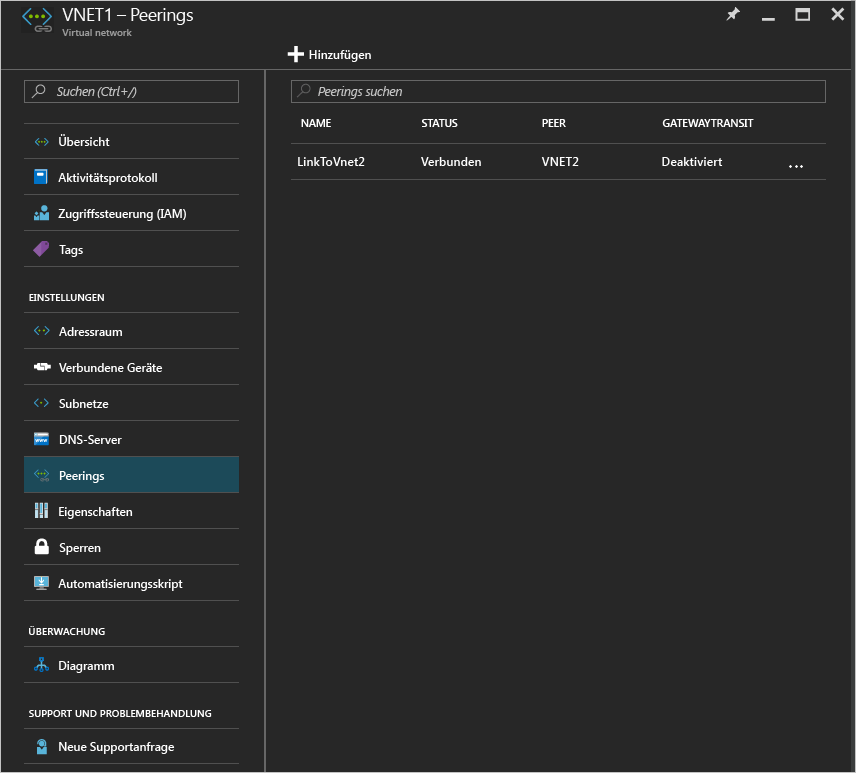 VNET1 – Peerings
Virtual network
Hinzufügen
Suchen (Ctrl+/)
Übersicht
Aktivitätsprotokoll
Zugriffssteuerung (IAM)
Tags
EINSTELLUNGEN
Adressraum
Verbundene Geräte
Subnetze
DNS-Server
Peerings
Eigenschaften
Sperren
Automatisierungsskript
ÜBERWACHUNG
Diagramm
SUPPORT UND PROBLEMBEHANDLUNG
Neue Supportanfrage
Peerings suchen
NAME STATUS PEER GATEWAYTRANSIT
LinkToVnet2 Verbunden VNET2 Deaktiviert ...